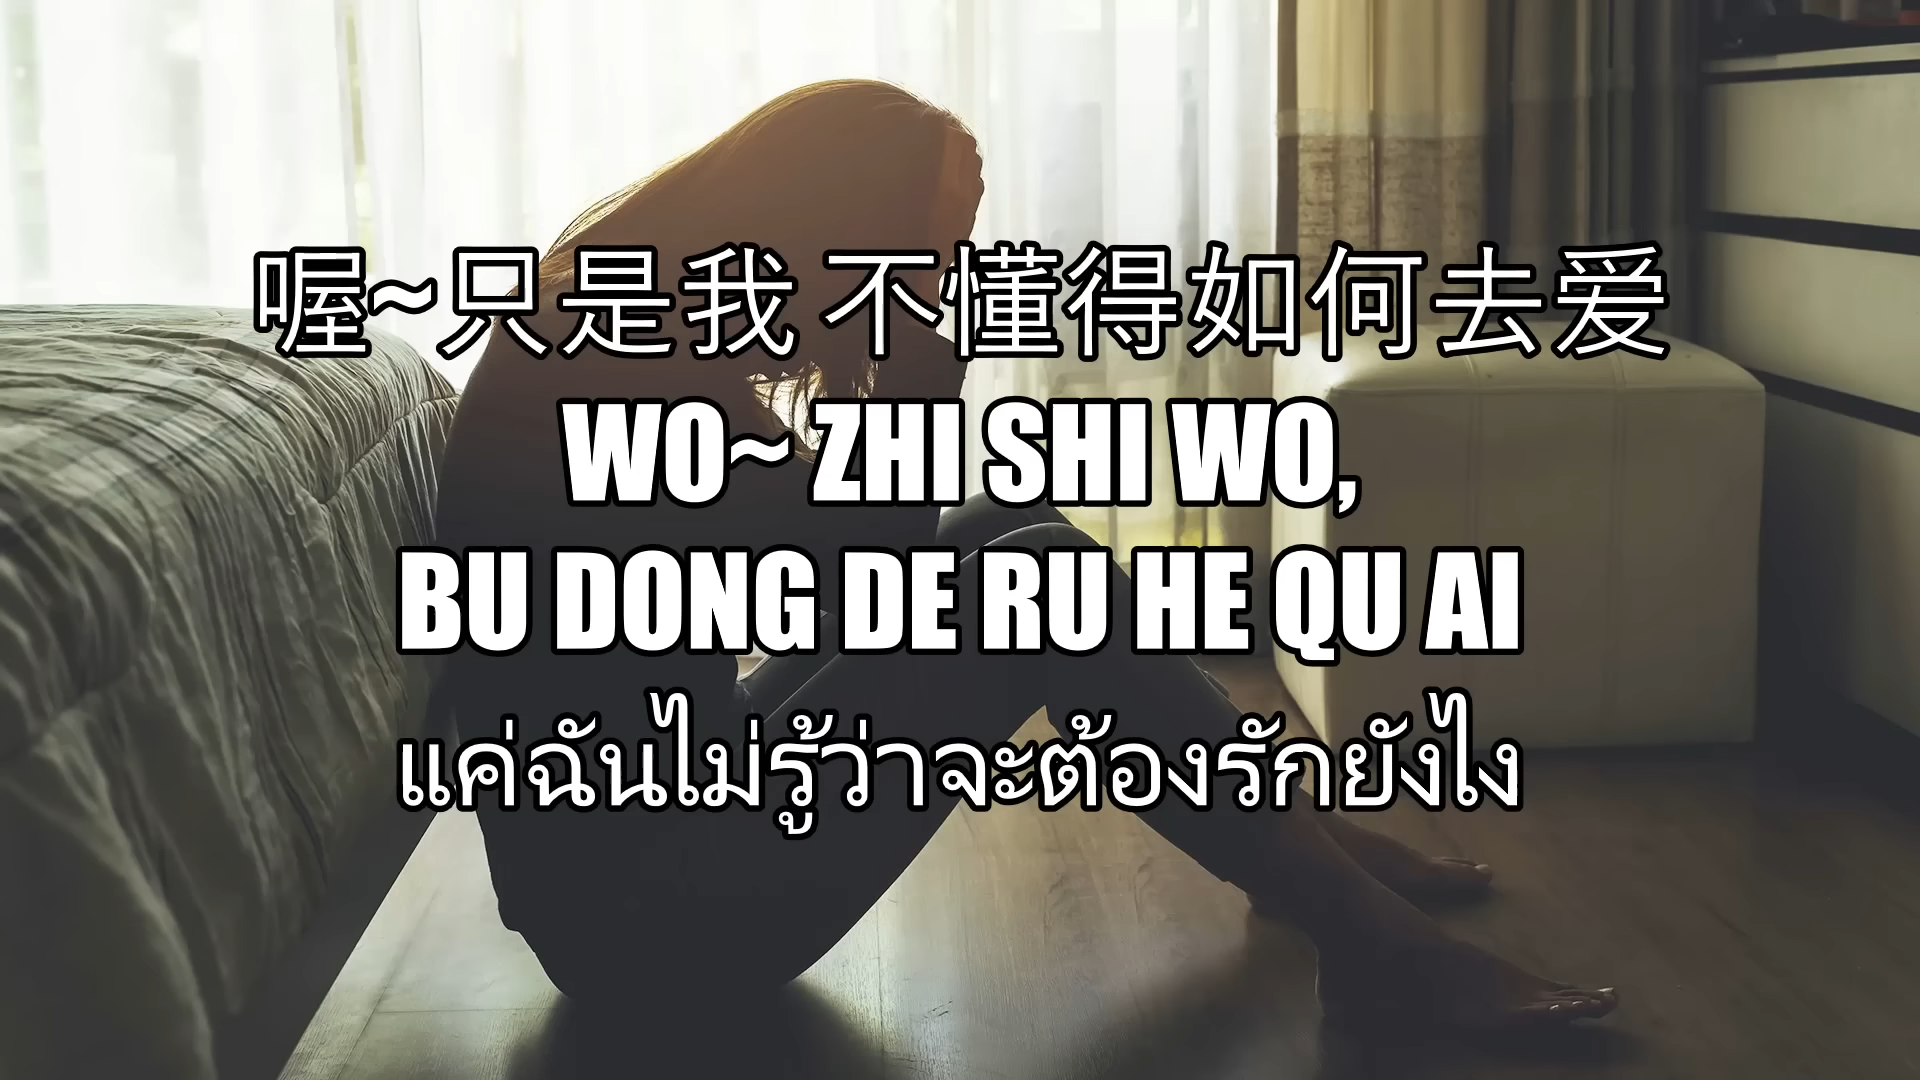 喔~只是我 不懂得如何去爱
WO~ ZHI SHI WO,
BU DONG DE RU HE QU AI
แค่ฉันไม่รู้ว่าจะต้องรักยังไง